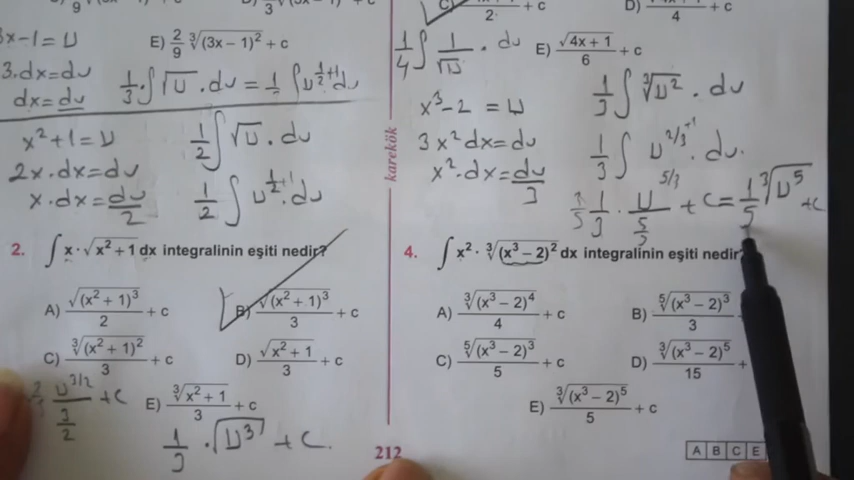 3x-1=u
E) 2/9 ∛(3x − 1)² + c
3.dx=du
1/3·∫√u .du = 1/3 ∫u^(1/2+1) du
dx=du
x²+1=u
1/2∫√u .du
2x.dx=du
x.dx=du/2
1/2 ∫ u^(1/2+1).du
2. ∫x·√(x² + 1) dx integralinin eşiti nedir?
A) √((x² + 1)³)/2 + c
B) √((x² + 1)³)/3 + c
C) ∛((x² + 1)²)/3 + c
D) √(x² + 1)/3 + c
u^(3/2)/(3/2) +c
E) ∛(x² + 1)/3 + c
1/3 .√(u³) +c.
karekök
1/4∫1/√u . du
E) √(4x + 1)/6 + c
x³-2 = u
1/3 ∫∛(u²) . du
3x²dx=du
1/3 ∫ u^(2/3+1) .du.
x².dx=du/3
3/5 1/3 . u^(5/3)/(5/3) +c=1/5 ∛(u⁵) +c
4. ∫x² · ∛((x³ − 2)²) dx integralinin eşiti nedir?
A) ∛((x³ − 2)⁴)/4 + c
B) ⁵√((x³ − 2)³)/3
C) ⁵√((x³ − 2)³)/5 + c
D) ∛((x³ − 2)⁵)/15 +
E) ∛((x³ − 2)⁵)/5 + c
212
A B C E